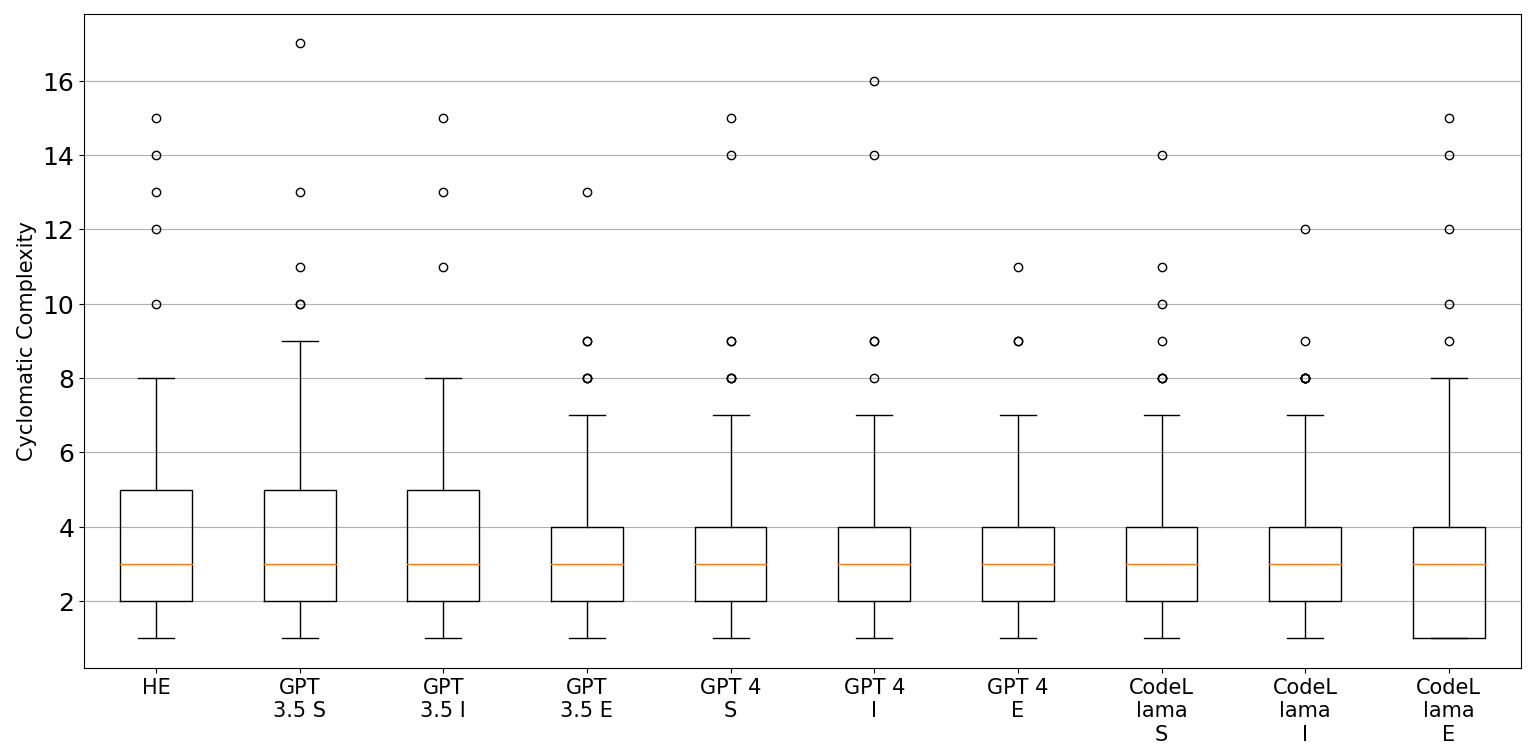 Cyclomatic Complexity
16
14
12
10
8
6
4
2
HE
GPT
3.5 S
GPT
3.5 I
GPT
3.5 E
GPT 4
S
GPT 4
I
GPT 4
E
CodeL
lama
S
CodeL
lama
I
CodeL
lama
E